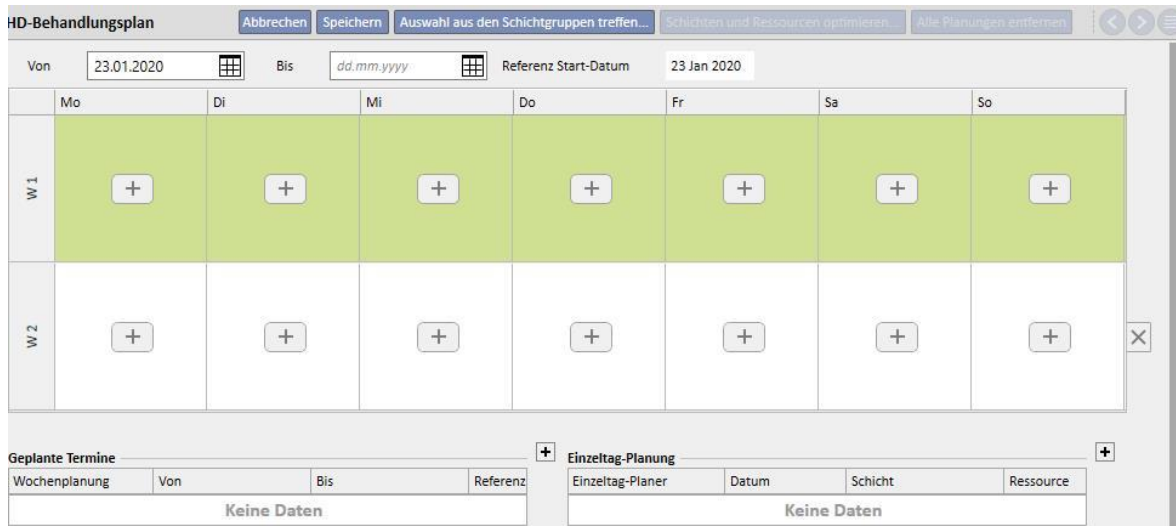 HD-Behandlungsplan Abbrechen Speichern Auswahl aus den Schichtgruppen treffen... Schichten und Ressourcen optimieren... Alle Planungen entfernen
Von 23.01.2020 Bis dd.mm.yyyy Referenz Start-Datum 23 Jan 2020
Mo Di Mi Do Fr Sa So
W 1
W 2
Geplante Termine Einzeltag-Planung
Wochenplanung Von Bis Referenz Einzeltag-Planer Datum Schicht Ressource
Keine Daten Keine Daten